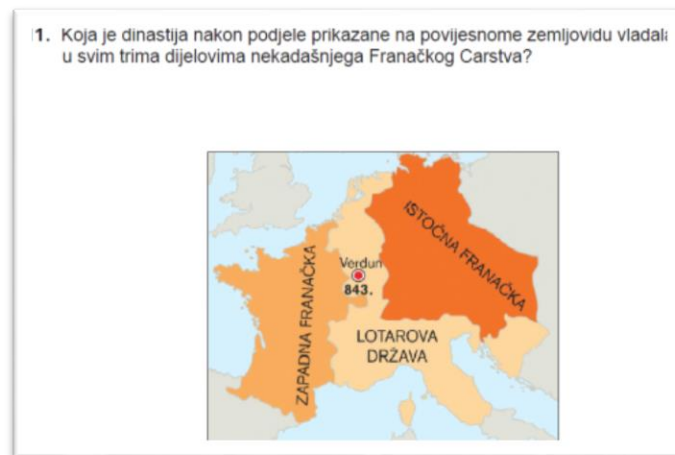 1. Koja je dinastija nakon podjele prikazane na povijesnome zemljovidu vladala
u svim trima dijelovima nekadašnjega Franačkog Carstva?
ISTOČNA FRANAČKA
Verdun
843.
ZAPADNA FRANAČKA
LOTAROVA
DRŽAVA